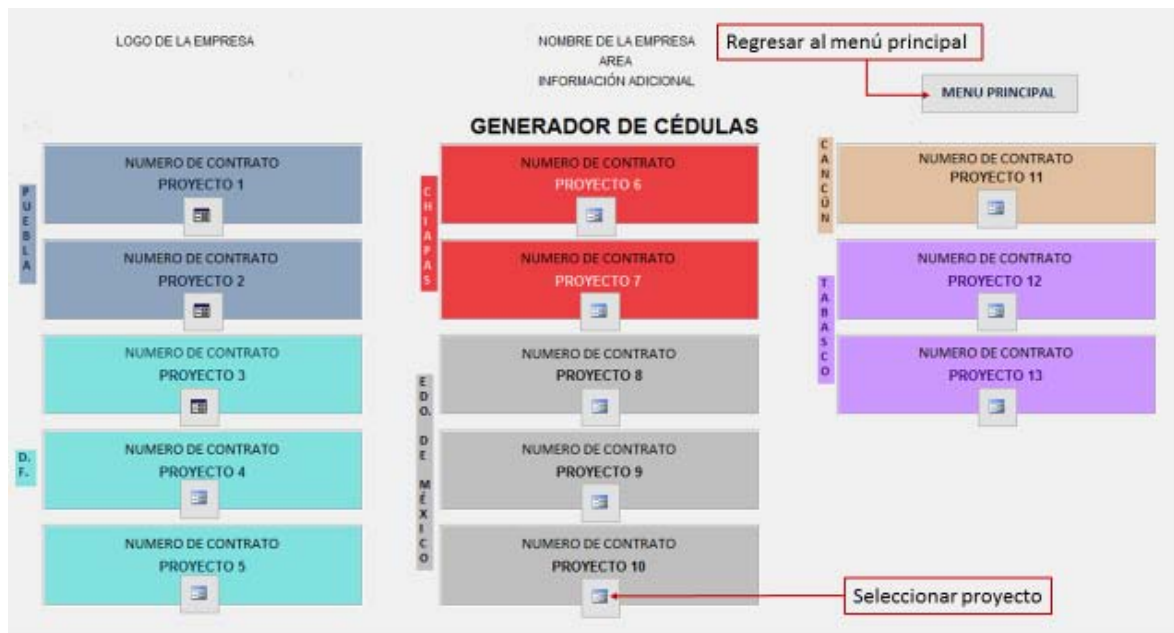 LOGO DE LA EMPRESA
NOMBRE DE LA EMPRESA
AREA
INFORMACIÓN ADICIONAL
Regresar al menú principal
MENU PRINCIPAL
GENERADOR DE CÉDULAS
PUEBLA
NUMERO DE CONTRATO
PROYECTO 1
NUMERO DE CONTRATO
PROYECTO 2
D.F.
NUMERO DE CONTRATO
PROYECTO 3
NUMERO DE CONTRATO
PROYECTO 4
NUMERO DE CONTRATO
PROYECTO 5
CHIAPAS
NUMERO DE CONTRATO
PROYECTO 6
NUMERO DE CONTRATO
PROYECTO 7
EDO. DE MÉXICO
NUMERO DE CONTRATO
PROYECTO 8
NUMERO DE CONTRATO
PROYECTO 9
NUMERO DE CONTRATO
PROYECTO 10
CANCÚN
NUMERO DE CONTRATO
PROYECTO 11
TABASCO
NUMERO DE CONTRATO
PROYECTO 12
NUMERO DE CONTRATO
PROYECTO 13
Seleccionar proyecto